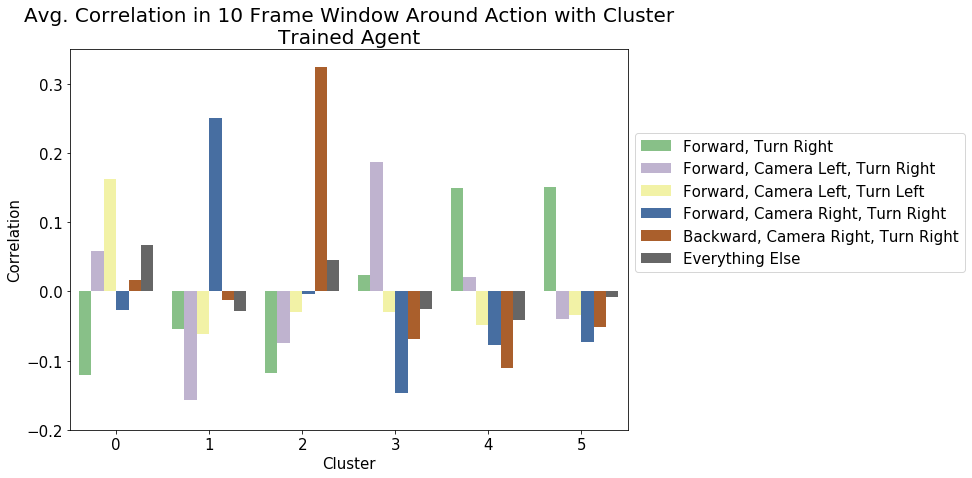 Avg. Correlation in 10 Frame Window Around Action with Cluster
Trained Agent
Correlation
0.3
0.2
0.1
0.0
−0.1
−0.2
0 1 2 3 4 5
Cluster
Forward, Turn Right
Forward, Camera Left, Turn Right
Forward, Camera Left, Turn Left
Forward, Camera Right, Turn Right
Backward, Camera Right, Turn Right
Everything Else